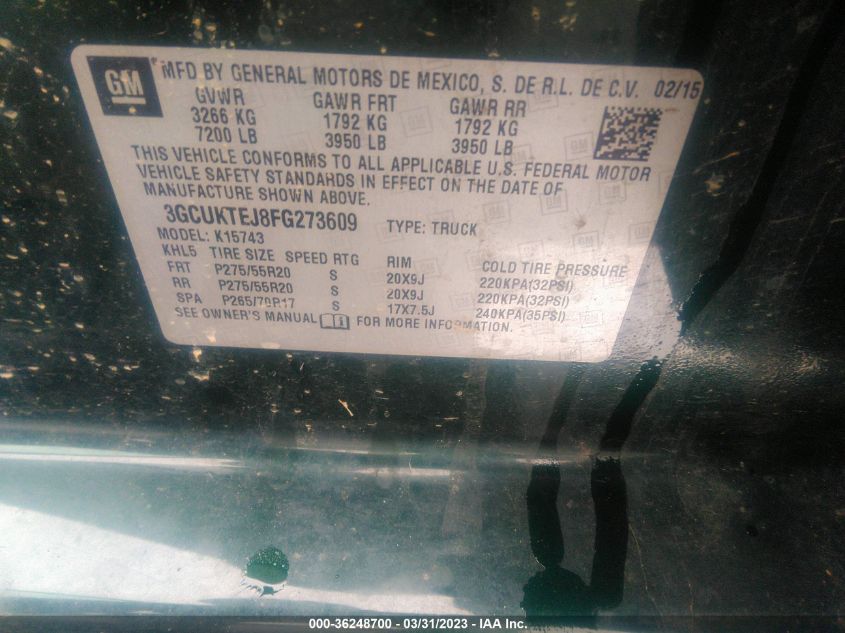 GM MFD BY GENERAL MOTORS DE MEXICO, S. DE R.L. DE C.V. 02/15
GVWR GAWR FRT GAWR RR
3266 KG 1792 KG 1792 KG
7200 LB 3950 LB 3950 LB
THIS VEHICLE CONFORMS TO ALL APPLICABLE U.S. FEDERAL MOTOR
VEHICLE SAFETY STANDARDS IN EFFECT ON THE DATE OF
MANUFACTURE SHOWN ABOVE.
3GCUKTEJ8FG273609 TYPE: TRUCK
MODEL: K15743
KHL5 TIRE SIZE SPEED RTG RIM COLD TIRE PRESSURE
FRT P275/55R20 S 20X9J 220KPA(32PSI)
RR P275/55R20 S 20X9J 220KPA(32PSI)
SPA P265/70R17 S 17X7.5J 240KPA(35PSI)
SEE OWNER'S MANUAL FOR MORE INFORMATION.
000-36248700 - 03/31/2023 - IAA Inc.